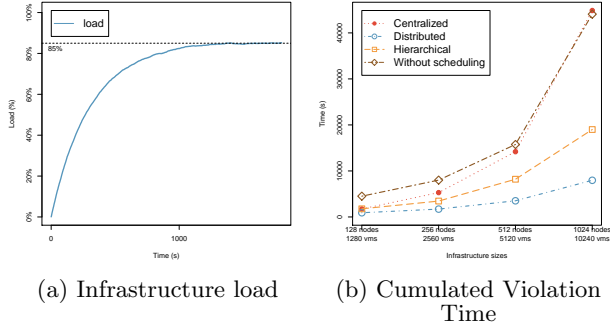 100%
80%
60%
40%
20%
0%
Load (%)
load
85%
0
1000
Time (s)
(a) Infrastructure load
40000
30000
20000
10000
0
Time (s)
Centralized
Distributed
Hierarchical
Without scheduling
128 nodes
1280 vms
256 nodes
2560 vms
512 nodes
5120 vms
1024 nodes
10240 vms
Infrastructure sizes
(b) Cumulated Violation
Time